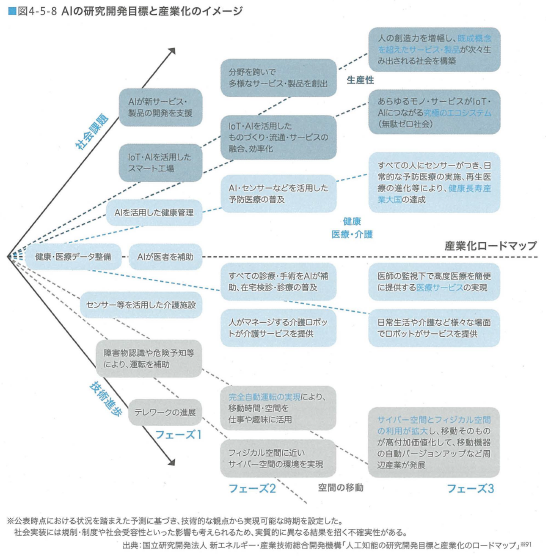 ■図4-5-8 AIの研究開発目標と産業化のイメージ
人の創造力を増幅し、既成概念
を超えたサービス・製品が次々生
み出される社会を構築
分野を跨いで
多様なサービス・製品を創出
生産性
AIが新サービス・
製品の開発を支援
あらゆるモノ・サービスがIoT・
AIにつながる究極のエコシステム
(無駄ゼロ社会)
社会課題
IoT・AIを活用した
ものづくり・流通・サービスの
融合、効率化
IoT・AIを活用した
スマート工場
すべての人にセンサーがつき、日
常的な予防医療の実施、再生医
療の進化等により、健康長寿産
業大国の達成
AI・センサーなどを活用した
予防医療の普及
AIを活用した健康管理
健康
医療・介護
産業化ロードマップ
健康・医療データ整備
AIが医者を補助
すべての診療・手術をAIが補
助、在宅検診・診療の普及
医師の監視下で高度医療を簡便
に提供する医療サービスの実現
センサー等を活用した介護施設
人がマネージする介護ロボット
が介護サービスを提供
日常生活や介護など様々な場面
でロボットがサービスを提供
障害物認識や危険予知等
により、運転を補助
技術進歩
完全自動運転の実現により、
移動時間・空間を
仕事や趣味に活用
テレワークの進展
サイバー空間とフィジカル空間
の利用が拡大し、移動そのもの
が高付加価値化して、移動機器
の自動バージョンアップなど周
辺産業が発展
フェーズ1
フィジカル空間に近い
サイバー空間の環境を実現
フェーズ2
空間の移動
フェーズ3
※公表時点における状況を踏まえた予測に基づき、技術的な観点から実現可能な時期を設定した。
社会実装には規制・制度や社会受容性といった影響も考えられるため、実質的に異なる結果を招く不確実性がある。
出典:国立研究開発法人 新エネルギー・産業技術総合開発機構「人工知能の研究開発目標と産業化のロードマップ」※91